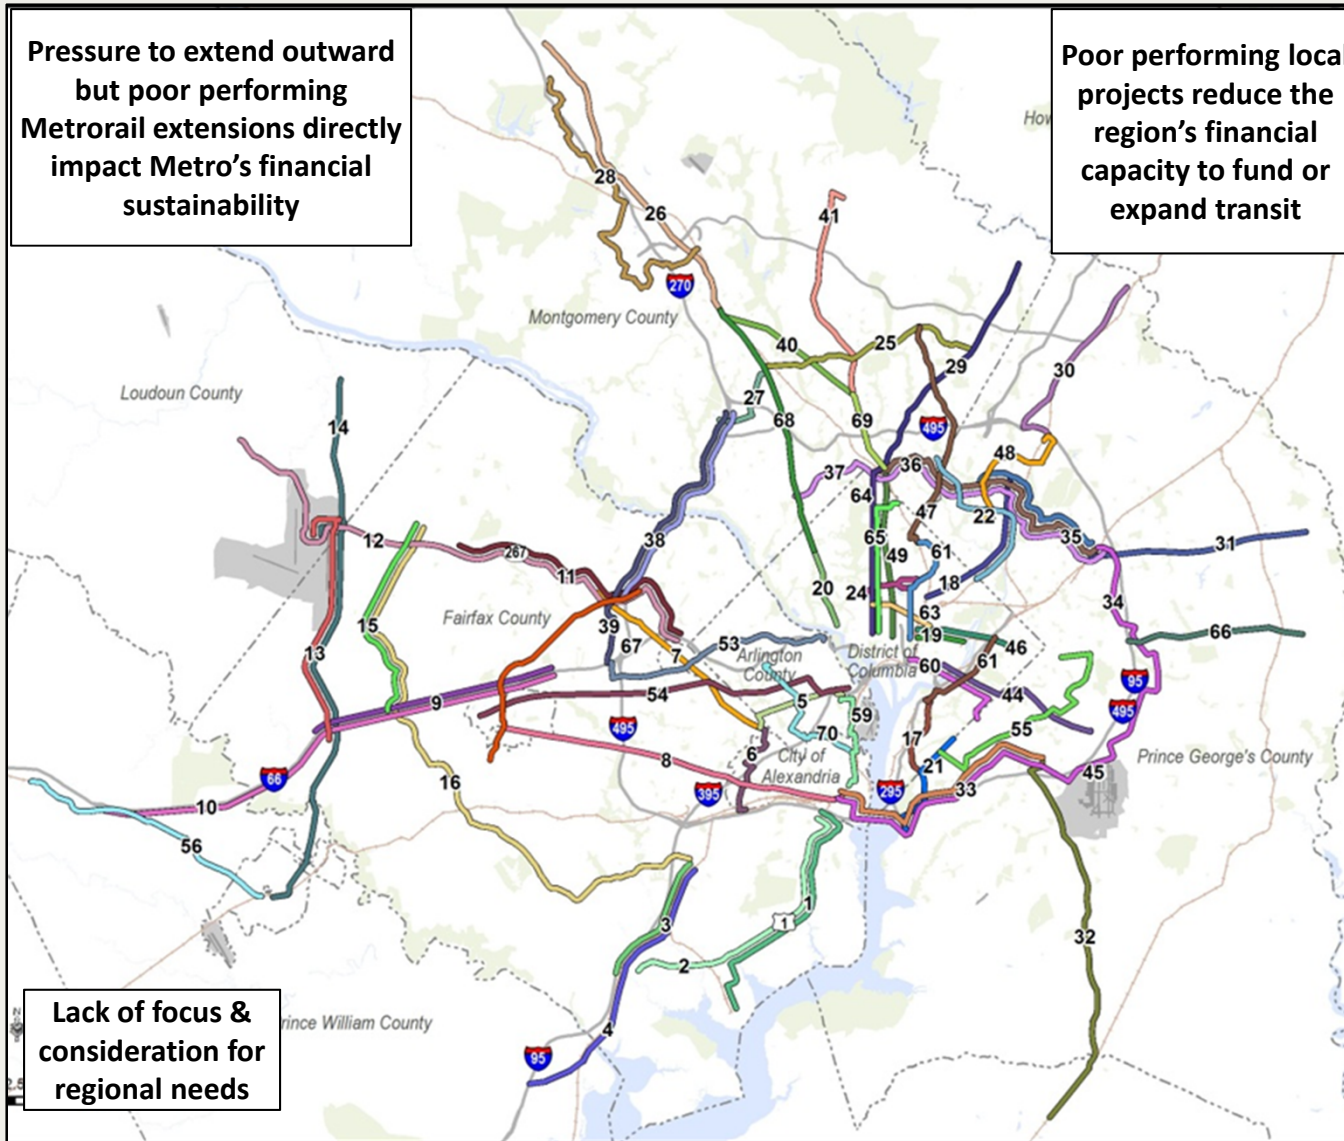 Pressure to extend outward
but poor performing
Metrorail extensions directly
impact Metro's financial
sustainability
Poor performing local
projects reduce the
region's financial
capacity to fund or
expand transit
How
28
26
41
270
Montgomery County
40
25
29
30
Loudoun County
27
14
68
69
495
48
37
36
64
47
22
38
65
35
12
267
49
61
31
11
20
24
18
34
Fairfax County
63
15
39
19
66
67
7
53
46
Arlington
County
District of
Columbia
60
61
13
54
44
95
9
5
59
495
495
55
17
70
6
City of
Alexandria
21
Prince George's County
8
45
66
16
395
295
33
10
56
1
1
3
32
2
Lack of focus &
consideration for
regional needs
rince William County
4
95